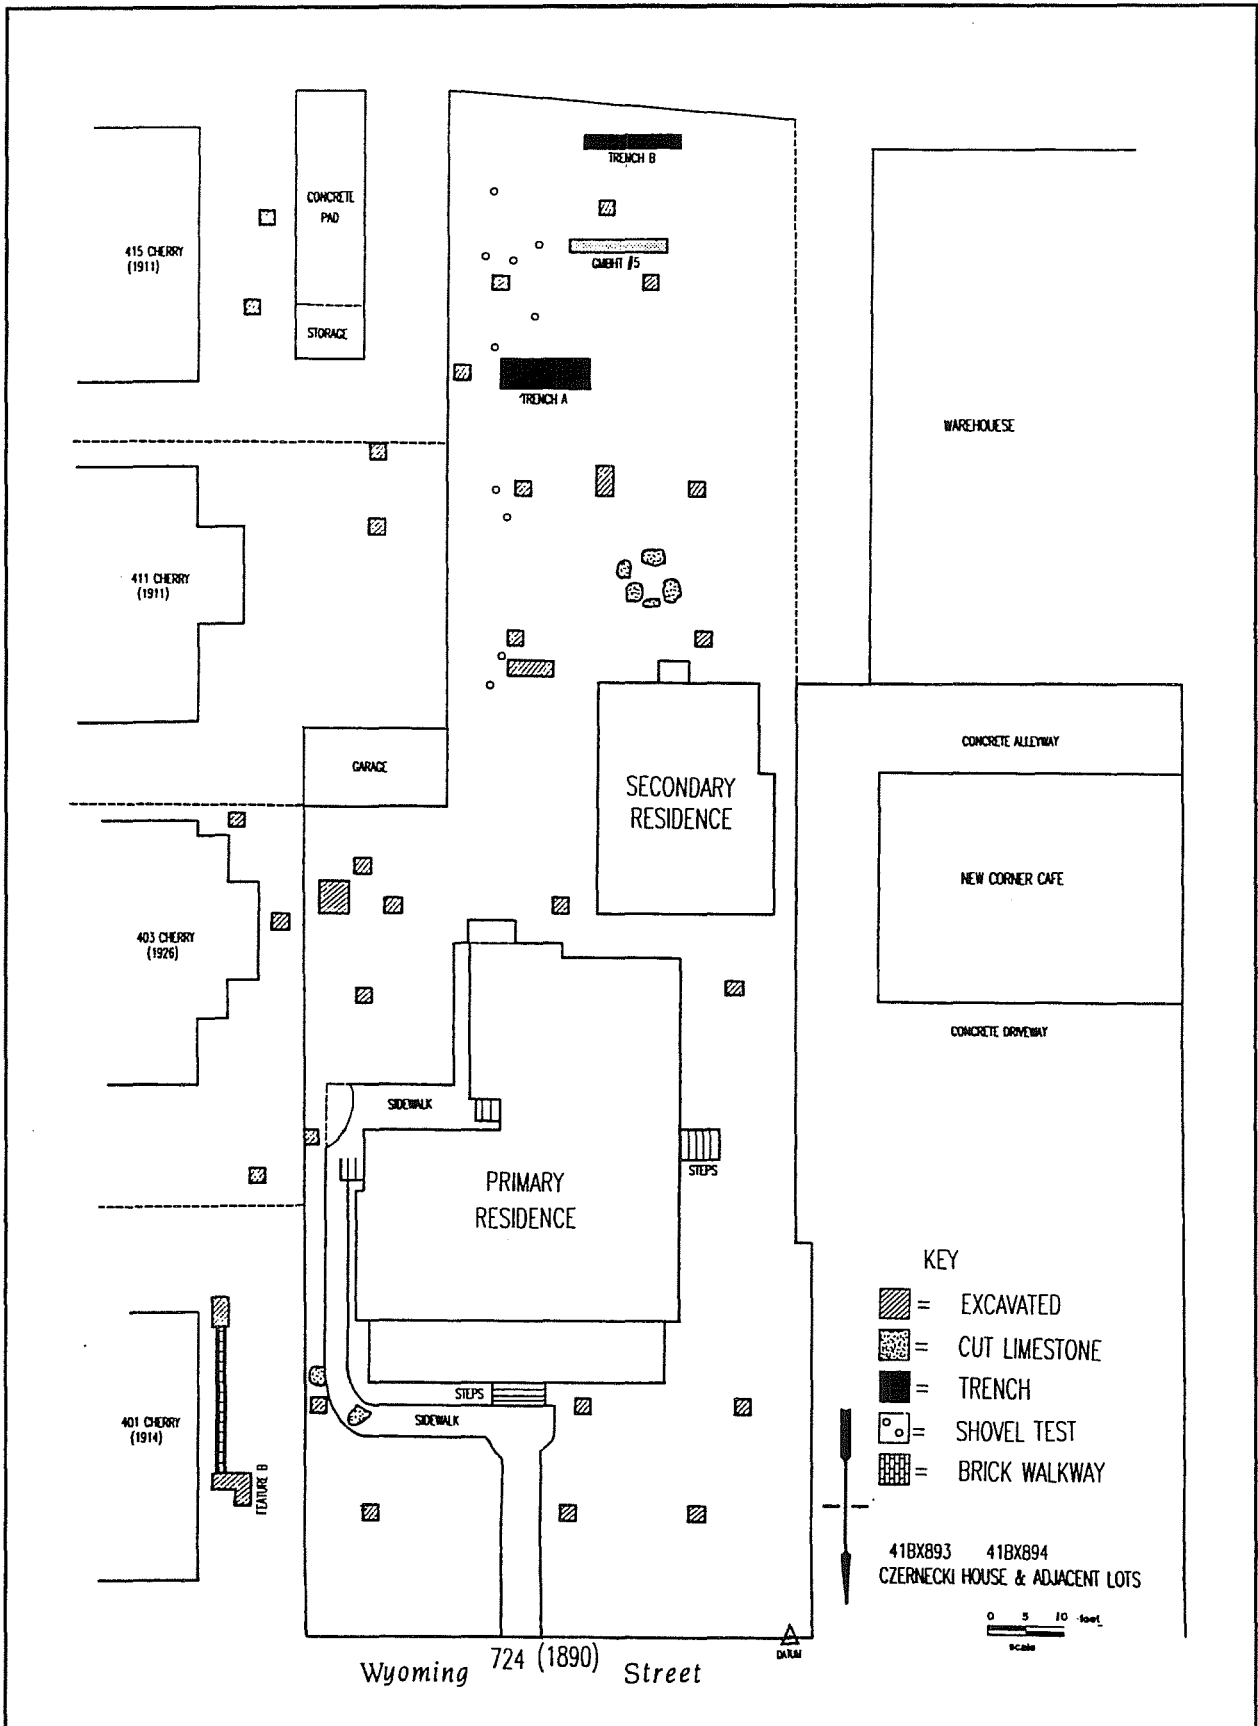 TRENCH B
CONCRETE
PAD
415 CHERRY
(1911)
GMBHT #5
STORAGE
TRENCH A
WAREHOUESE
411 CHERRY
(1911)
CONCRETE ALLEYWAY
GARAGE
SECONDARY
RESIDENCE
NEW CORNER CAFE
403 CHERRY
(1926)
CONCRETE DRIVEWAY
SIDEWALK
STEPS
PRIMARY
RESIDENCE
KEY
= EXCAVATED
= CUT LIMESTONE
= TRENCH
= SHOVEL TEST
= BRICK WALKWAY
STEPS
SIDEWALK
401 CHERRY
(1914)
FEATURE B
41BX893 41BX894
CZERNECKI HOUSE & ADJACENT LOTS
0 5 10 feet
scale
DATUM
Wyoming 724 (1890) Street